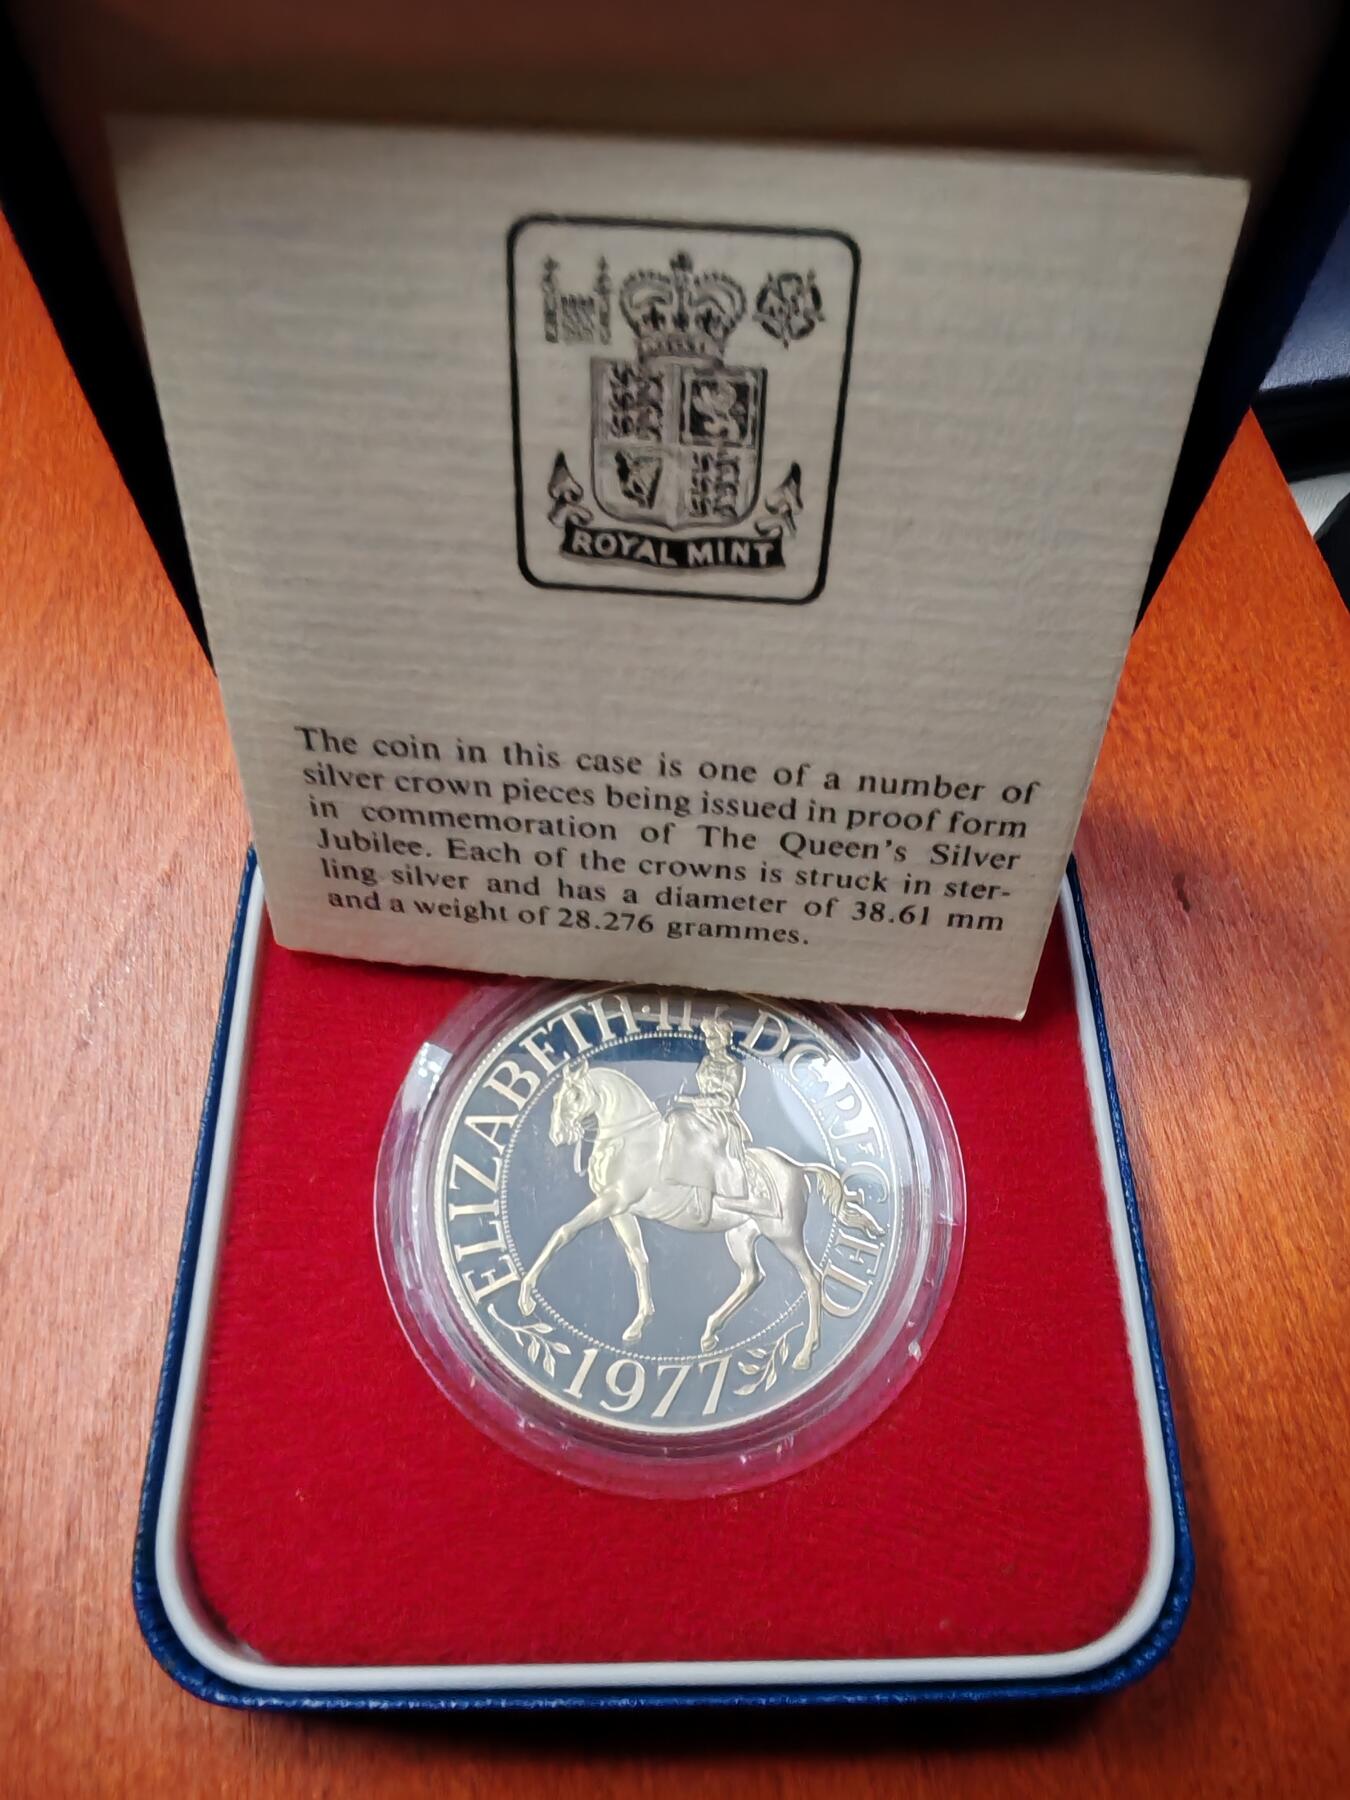 ROYAL MINT
The coin in this case is one of a number of
silver crown pieces being issued in proof form
in commemoration of The Queen's Silver
Jubilee. Each of the crowns is struck in ster-
ling silver and has a diameter of 38.61 mm
and a weight of 28.276 grammes.
ELIZABETH·II DG·REG FD
1977